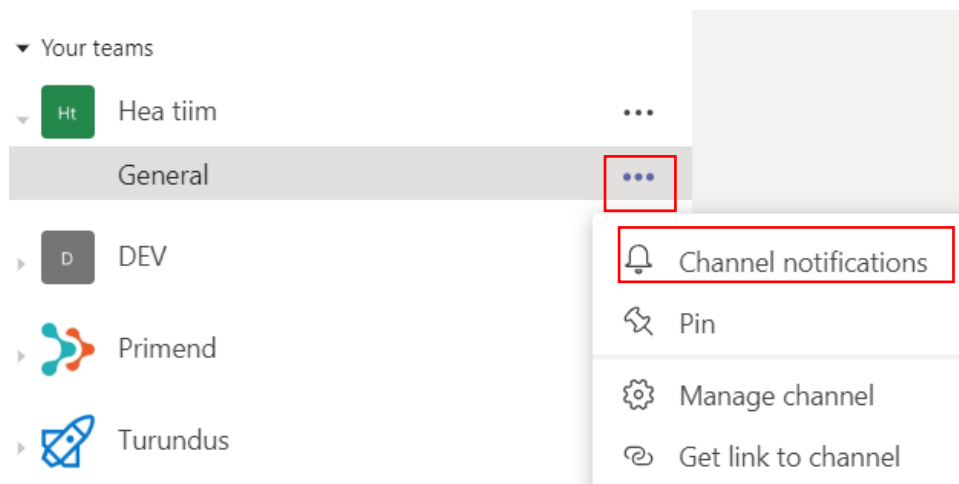 Your teams
Ht Hea tiim
General
D DEV
Channel notifications
Primend
Pin
Manage channel
Turundus
Get link to channel